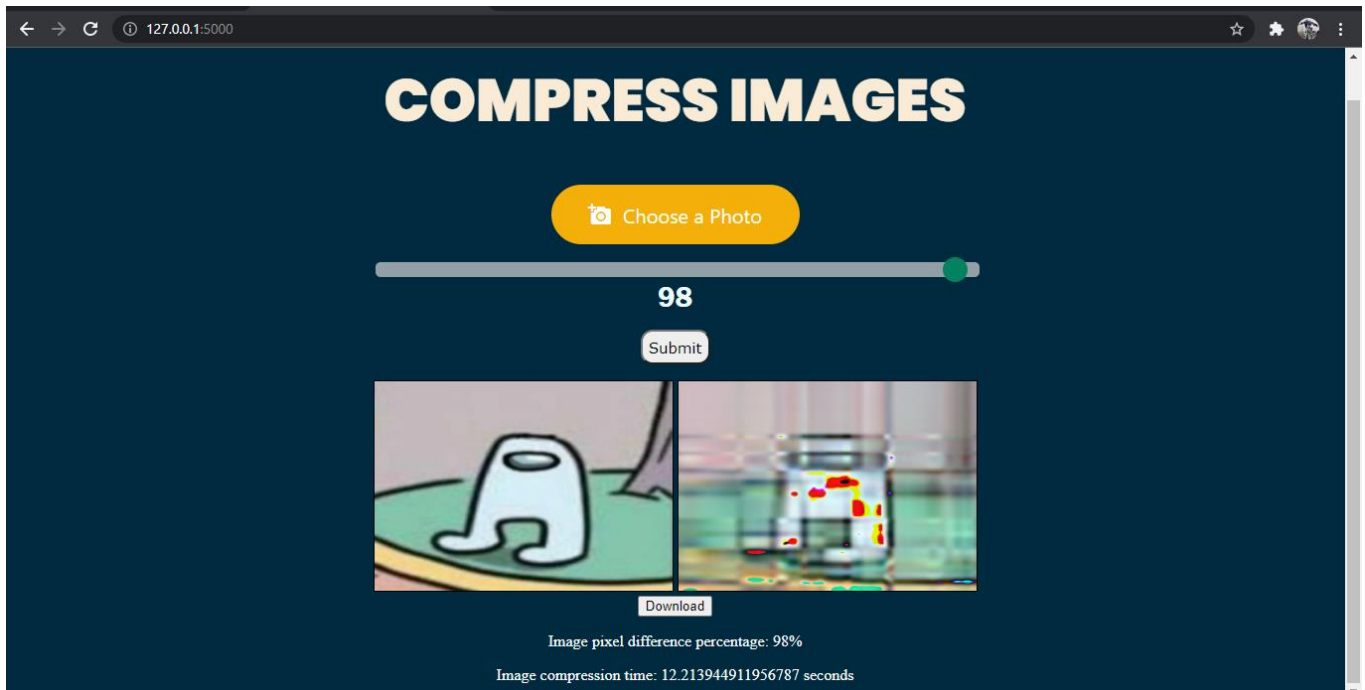 127.0.0.1:5000
COMPRESS IMAGES
Choose a Photo
98
Submit
Download
Image pixel difference percentage: 98%
Image compression time: 12.213944911956787 seconds